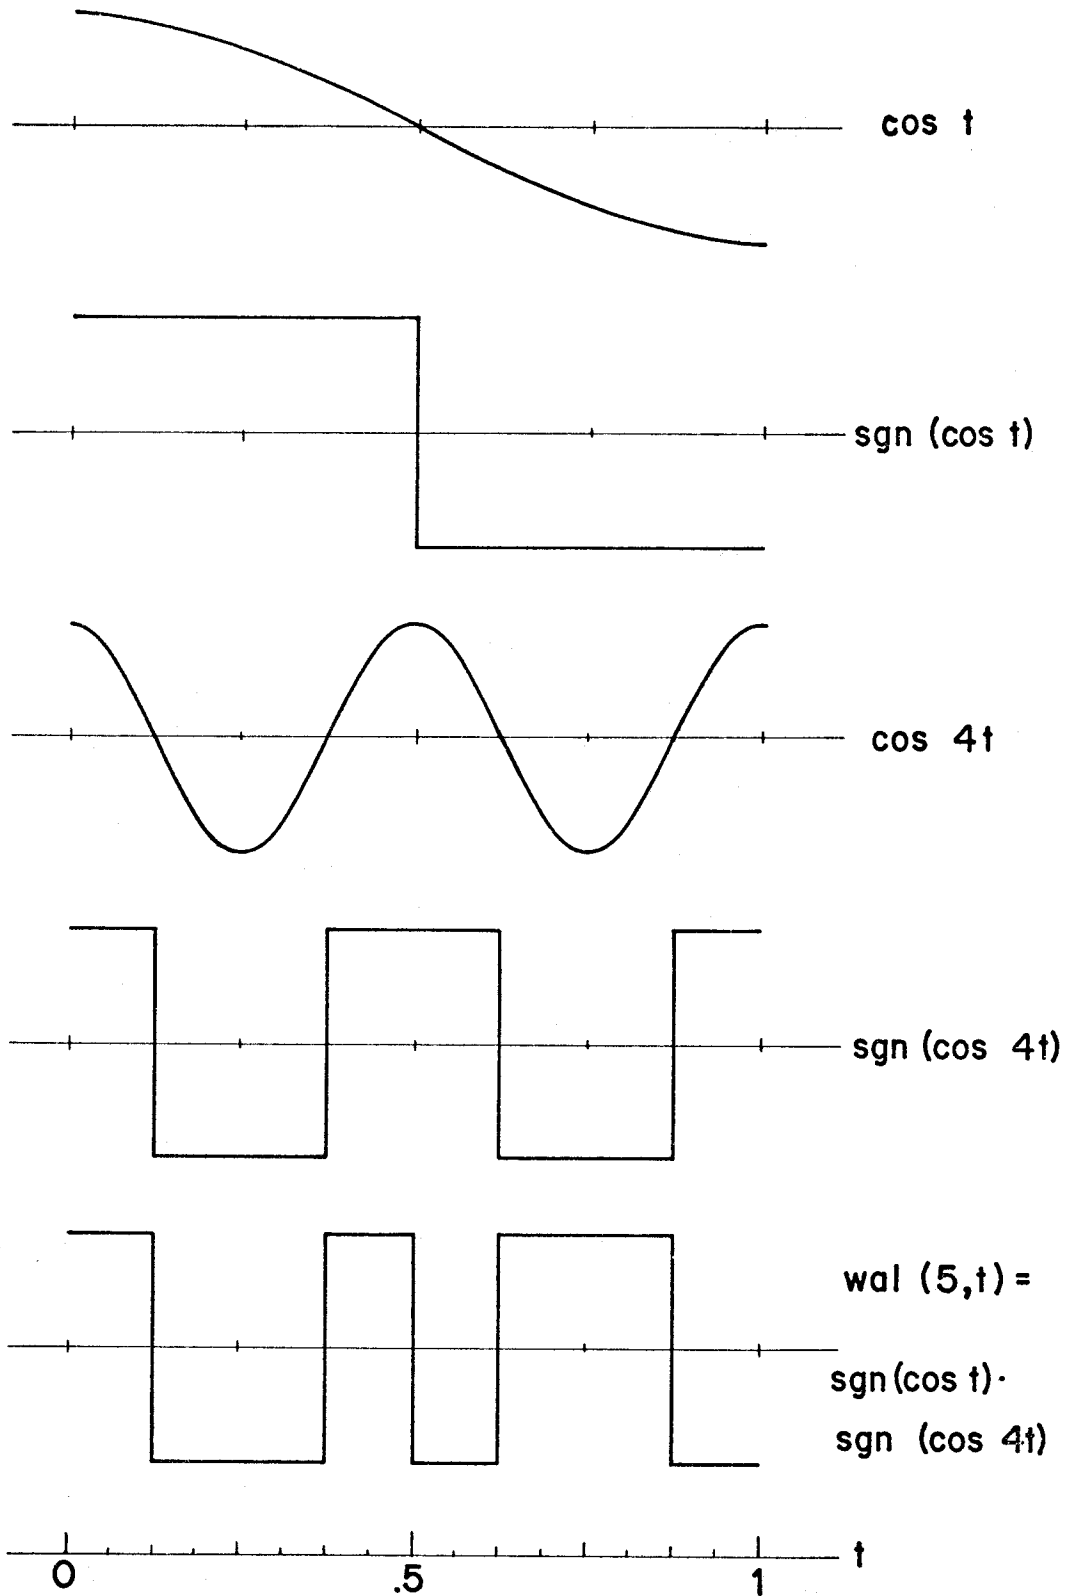 cos t
sgn (cos t)
cos 4t
sgn (cos 4t)
wal (5,t) =
sgn(cos t)·
sgn (cos 4t)
t
0 .5 1